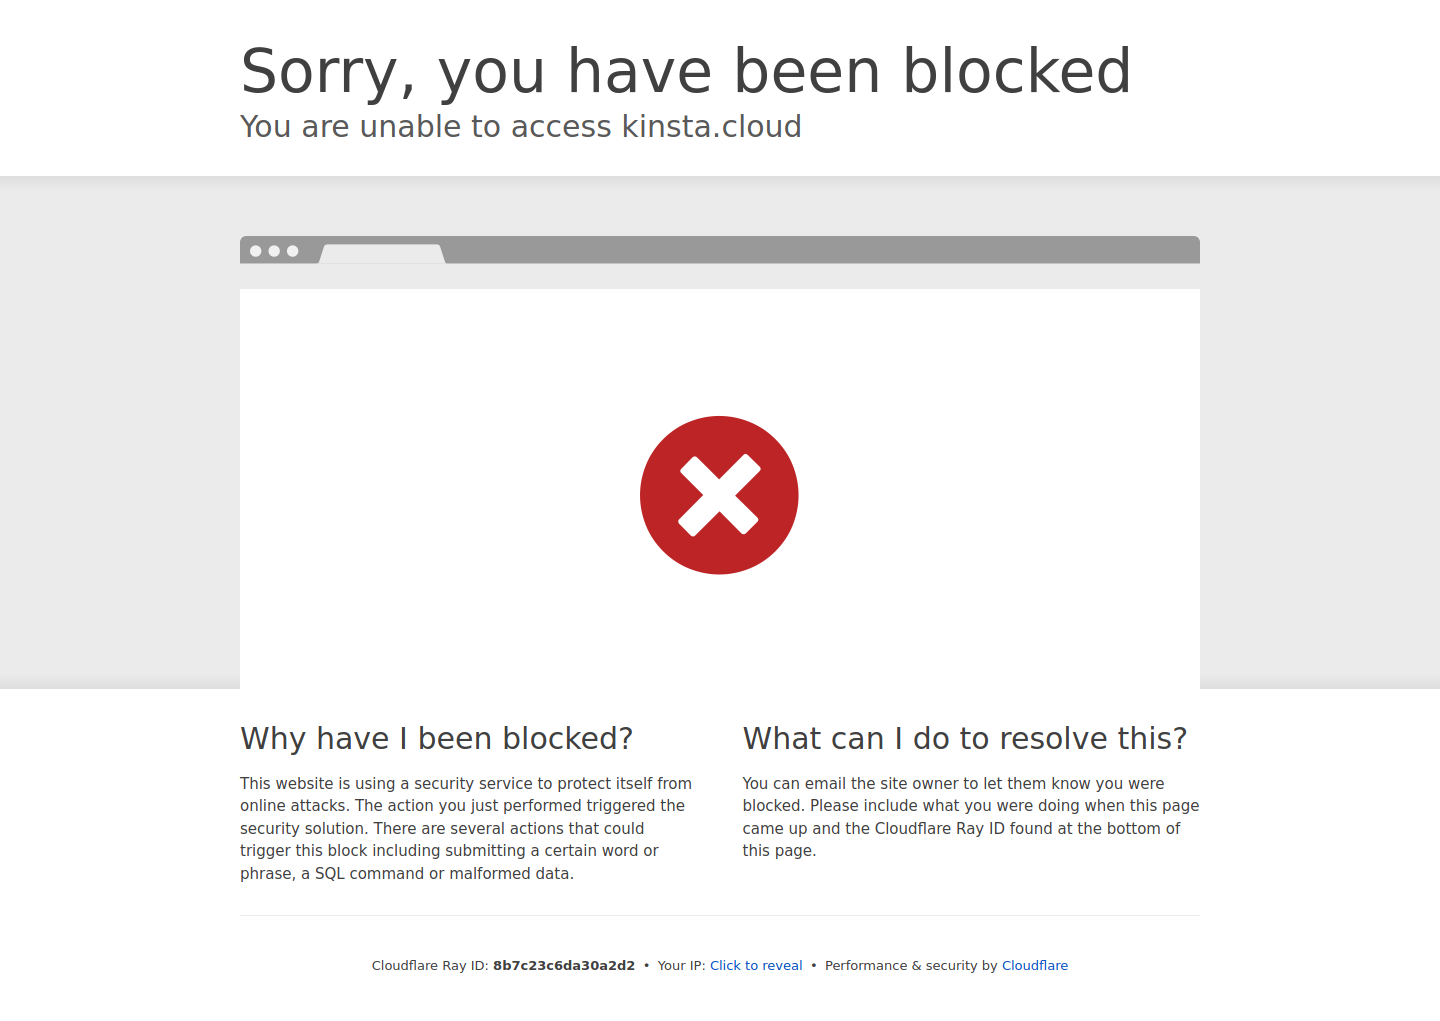 Sorry, you have been blocked
You are unable to access kinsta.cloud
Why have I been blocked?
This website is using a security service to protect itself from
online attacks. The action you just performed triggered the
security solution. There are several actions that could
trigger this block including submitting a certain word or
phrase, a SQL command or malformed data.
What can I do to resolve this?
You can email the site owner to let them know you were
blocked. Please include what you were doing when this page
came up and the Cloudflare Ray ID found at the bottom of
this page.
Cloudflare Ray ID: 8b7c23c6da30a2d2 • Your IP: Click to reveal • Performance & security by Cloudflare